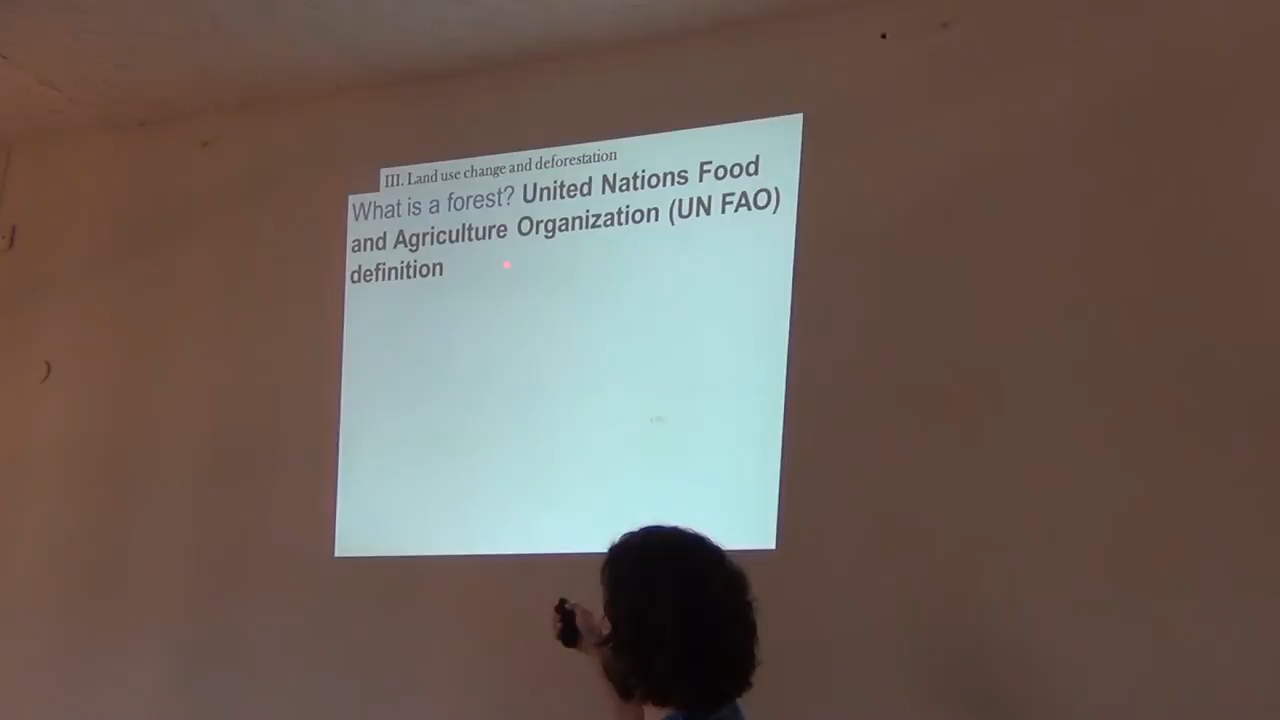 III. Land use change and deforestation
What is a forest? United Nations Food
and Agriculture Organization (UN FAO)
definition